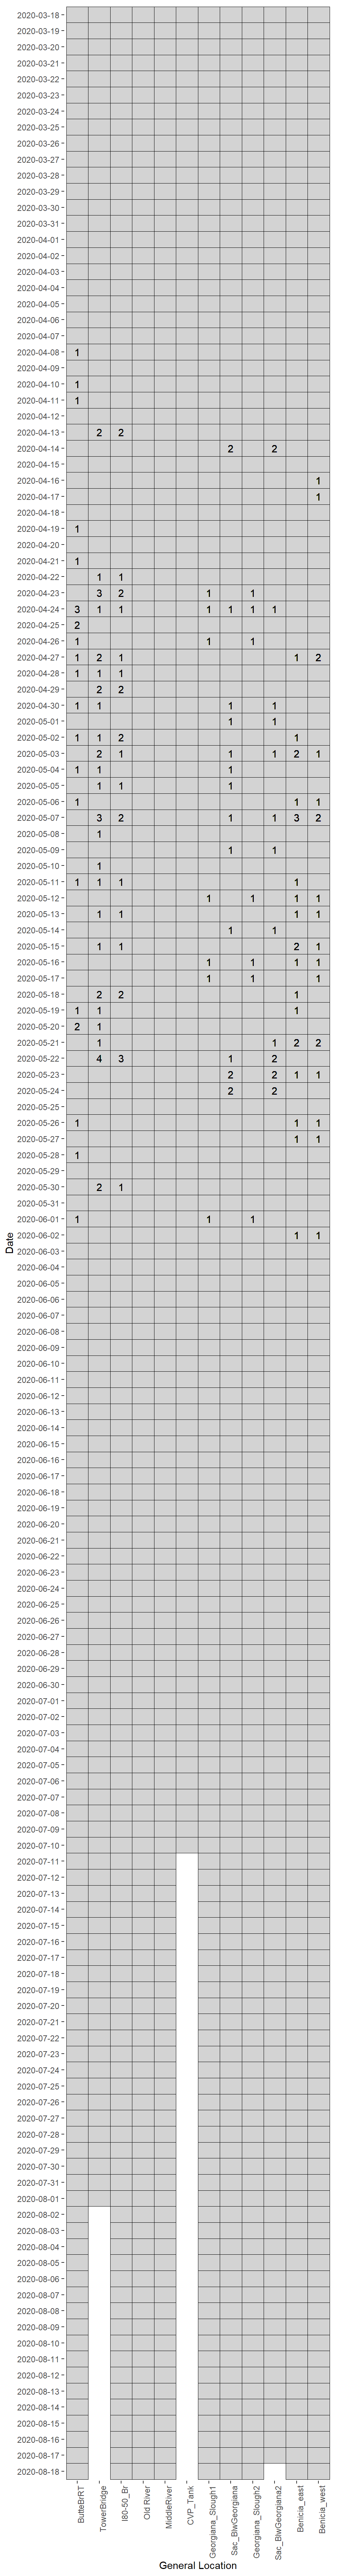 2020-03-18
2020-03-19
2020-03-20
2020-03-21
2020-03-22
2020-03-23
2020-03-24
2020-03-25
2020-03-26
2020-03-27
2020-03-28
2020-03-29
2020-03-30
2020-03-31
2020-04-01
2020-04-02
2020-04-03
2020-04-04
2020-04-05
2020-04-06
2020-04-07
2020-04-08 1
2020-04-09
2020-04-10 1
2020-04-11 1
2020-04-12
2020-04-13 2 2
2020-04-14 2 2
2020-04-15
2020-04-16 1
2020-04-17 1
2020-04-18
2020-04-19 1
2020-04-20
2020-04-21 1
2020-04-22 1 1
2020-04-23 3 2 1 1
2020-04-24 3 1 1 1 1 1 1
2020-04-25 2
2020-04-26 1 1 1
2020-04-27 1 2 1 1 2
2020-04-28 1 1 1
2020-04-29 2 2
2020-04-30 1 1 1 1
2020-05-01 1 1
2020-05-02 1 1 2 1
2020-05-03 2 1 1 1 2 1
2020-05-04 1 1 1
2020-05-05 1 1 1
2020-05-06 1 1 1
2020-05-07 3 2 1 1 3 2
2020-05-08 1
2020-05-09 1 1
2020-05-10 1
2020-05-11 1 1 1 1
2020-05-12 1 1 1 1
2020-05-13 1 1 1 1
2020-05-14 1 1
2020-05-15 1 1 2 1
2020-05-16 1 1 1 1
2020-05-17 1 1 1
2020-05-18 2 2 1
2020-05-19 1 1 1
2020-05-20 2 1
2020-05-21 1 1 2 2
2020-05-22 4 3 1 2
2020-05-23 2 2 1 1
2020-05-24 2 2
2020-05-25
2020-05-26 1 1 1
2020-05-27 1 1
2020-05-28 1
2020-05-29
2020-05-30 2 1
2020-05-31
2020-06-01 1 1 1
2020-06-02 1 1
2020-06-03
2020-06-04
2020-06-05
2020-06-06
2020-06-07
2020-06-08
2020-06-09
2020-06-10
2020-06-11
2020-06-12
2020-06-13
2020-06-14
2020-06-15
2020-06-16
2020-06-17
2020-06-18
2020-06-19
2020-06-20
2020-06-21
2020-06-22
2020-06-23
2020-06-24
2020-06-25
2020-06-26
2020-06-27
2020-06-28
2020-06-29
2020-06-30
2020-07-01
2020-07-02
2020-07-03
2020-07-04
2020-07-05
2020-07-06
2020-07-07
2020-07-08
2020-07-09
2020-07-10
2020-07-11
2020-07-12
2020-07-13
2020-07-14
2020-07-15
2020-07-16
2020-07-17
2020-07-18
2020-07-19
2020-07-20
2020-07-21
2020-07-22
2020-07-23
2020-07-24
2020-07-25
2020-07-26
2020-07-27
2020-07-28
2020-07-29
2020-07-30
2020-07-31
2020-08-01
2020-08-02
2020-08-03
2020-08-04
2020-08-05
2020-08-06
2020-08-07
2020-08-08
2020-08-09
2020-08-10
2020-08-11
2020-08-12
2020-08-13
2020-08-14
2020-08-15
2020-08-16
2020-08-17
2020-08-18
Date
ButteBrRT
TowerBridge
I80-50_Br
Old River
MiddleRiver
CVP_Tank
Georgiana_Slough1
Sac_BlwGeorgiana
Georgiana_Slough2
Sac_BlwGeorgiana2
Benicia_east
Benicia_west
General Location